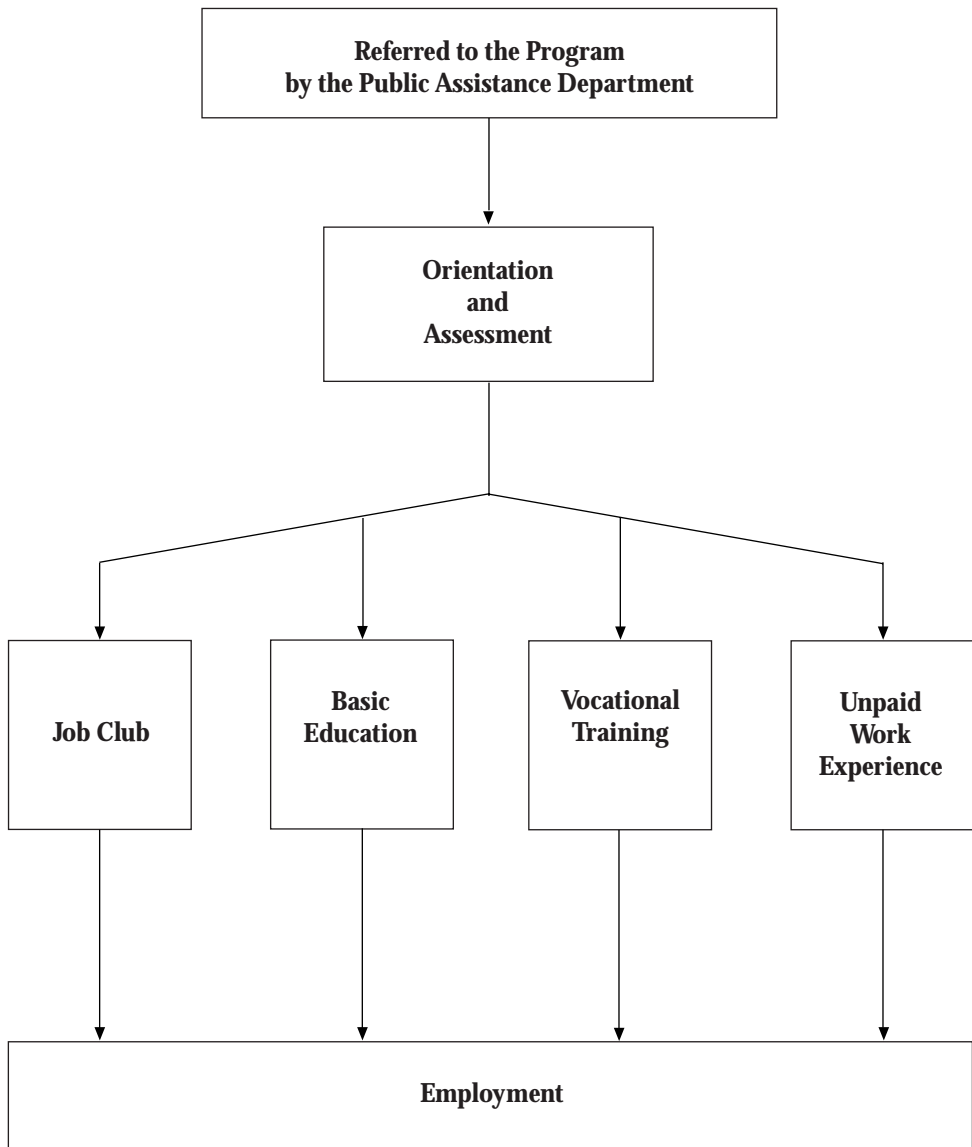 Referred to the Program
by the Public Assistance Department
Orientation
and
Assessment
Job Club
Basic
Education
Vocational
Training
Unpaid
Work
Experience
Employment